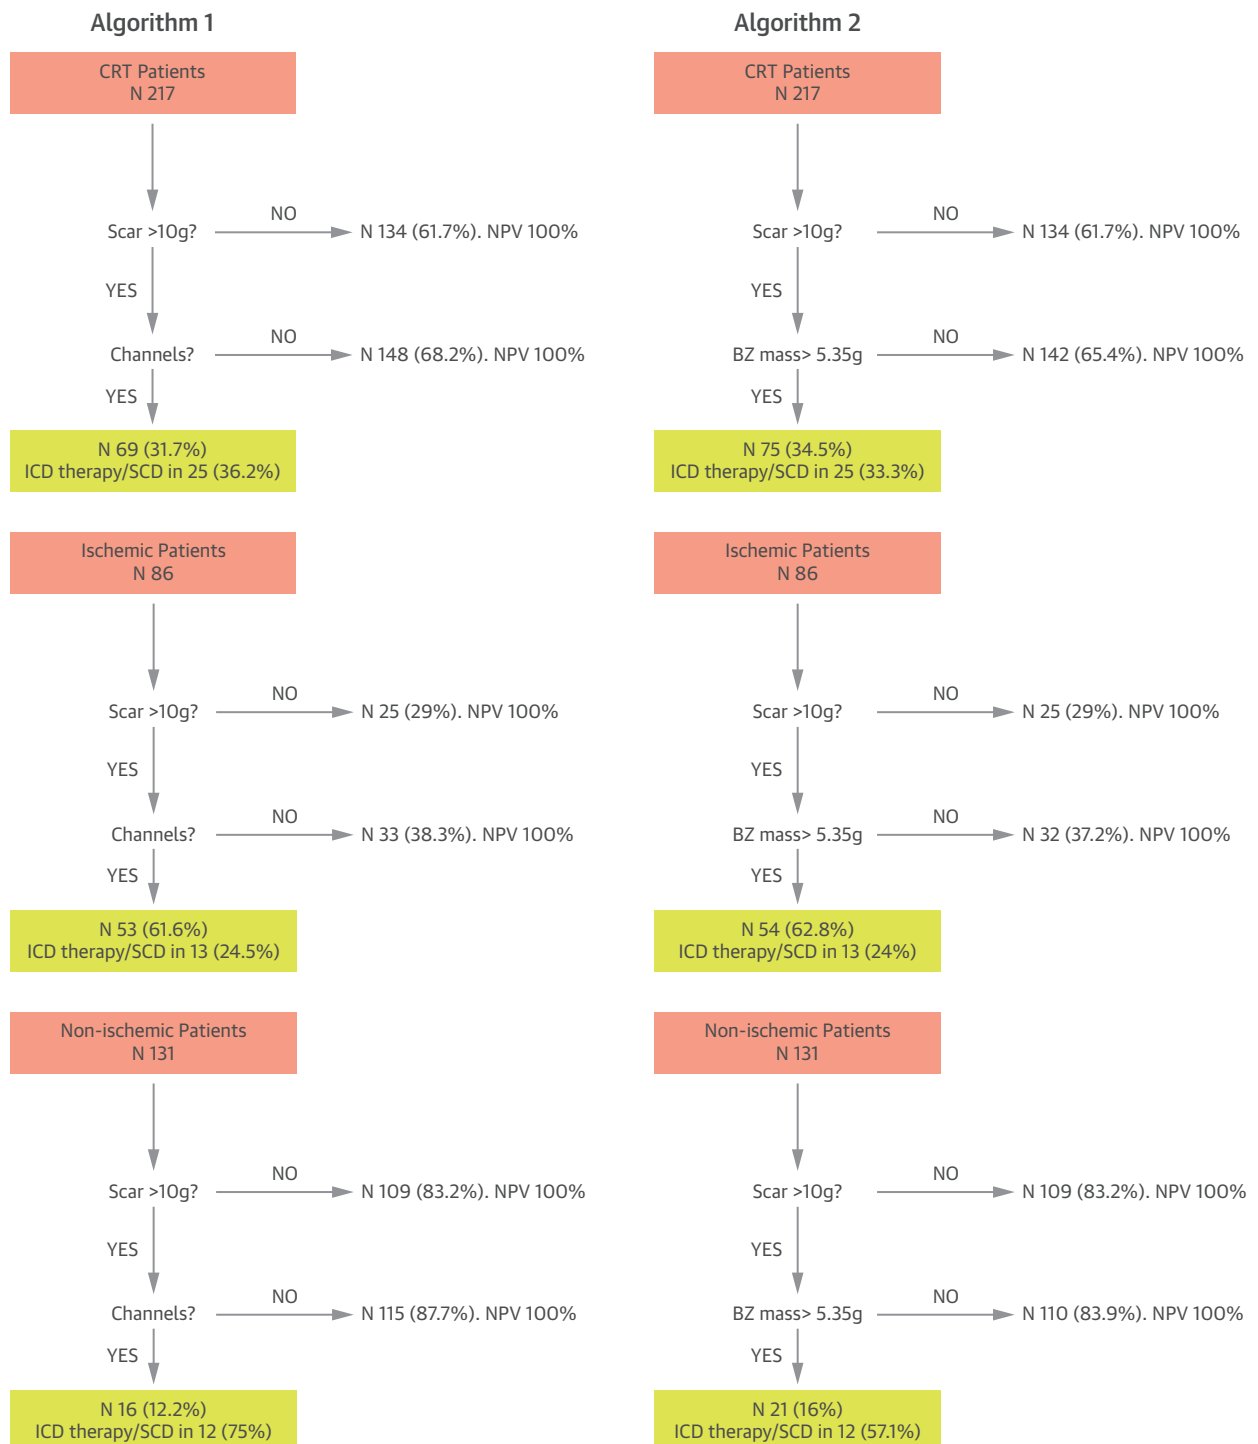 Algorithm 1
CRT Patients
N 217
Scar >10g?
NO
N 134 (61.7%). NPV 100%
YES
Channels?
NO
N 148 (68.2%). NPV 100%
YES
N 69 (31.7%)
ICD therapy/SCD in 25 (36.2%)
Ischemic Patients
N 86
Scar >10g?
NO
N 25 (29%). NPV 100%
YES
Channels?
NO
N 33 (38.3%). NPV 100%
YES
N 53 (61.6%)
ICD therapy/SCD in 13 (24.5%)
Non-ischemic Patients
N 131
Scar >10g?
NO
N 109 (83.2%). NPV 100%
YES
Channels?
NO
N 115 (87.7%). NPV 100%
YES
N 16 (12.2%)
ICD therapy/SCD in 12 (75%)
Algorithm 2
CRT Patients
N 217
Scar >10g?
NO
N 134 (61.7%). NPV 100%
YES
BZ mass> 5.35g
NO
N 142 (65.4%). NPV 100%
YES
N 75 (34.5%)
ICD therapy/SCD in 25 (33.3%)
Ischemic Patients
N 86
Scar >10g?
NO
N 25 (29%). NPV 100%
YES
BZ mass> 5.35g
NO
N 32 (37.2%). NPV 100%
YES
N 54 (62.8%)
ICD therapy/SCD in 13 (24%)
Non-ischemic Patients
N 131
Scar >10g?
NO
N 109 (83.2%). NPV 100%
YES
BZ mass> 5.35g
NO
N 110 (83.9%). NPV 100%
YES
N 21 (16%)
ICD therapy/SCD in 12 (57.1%)